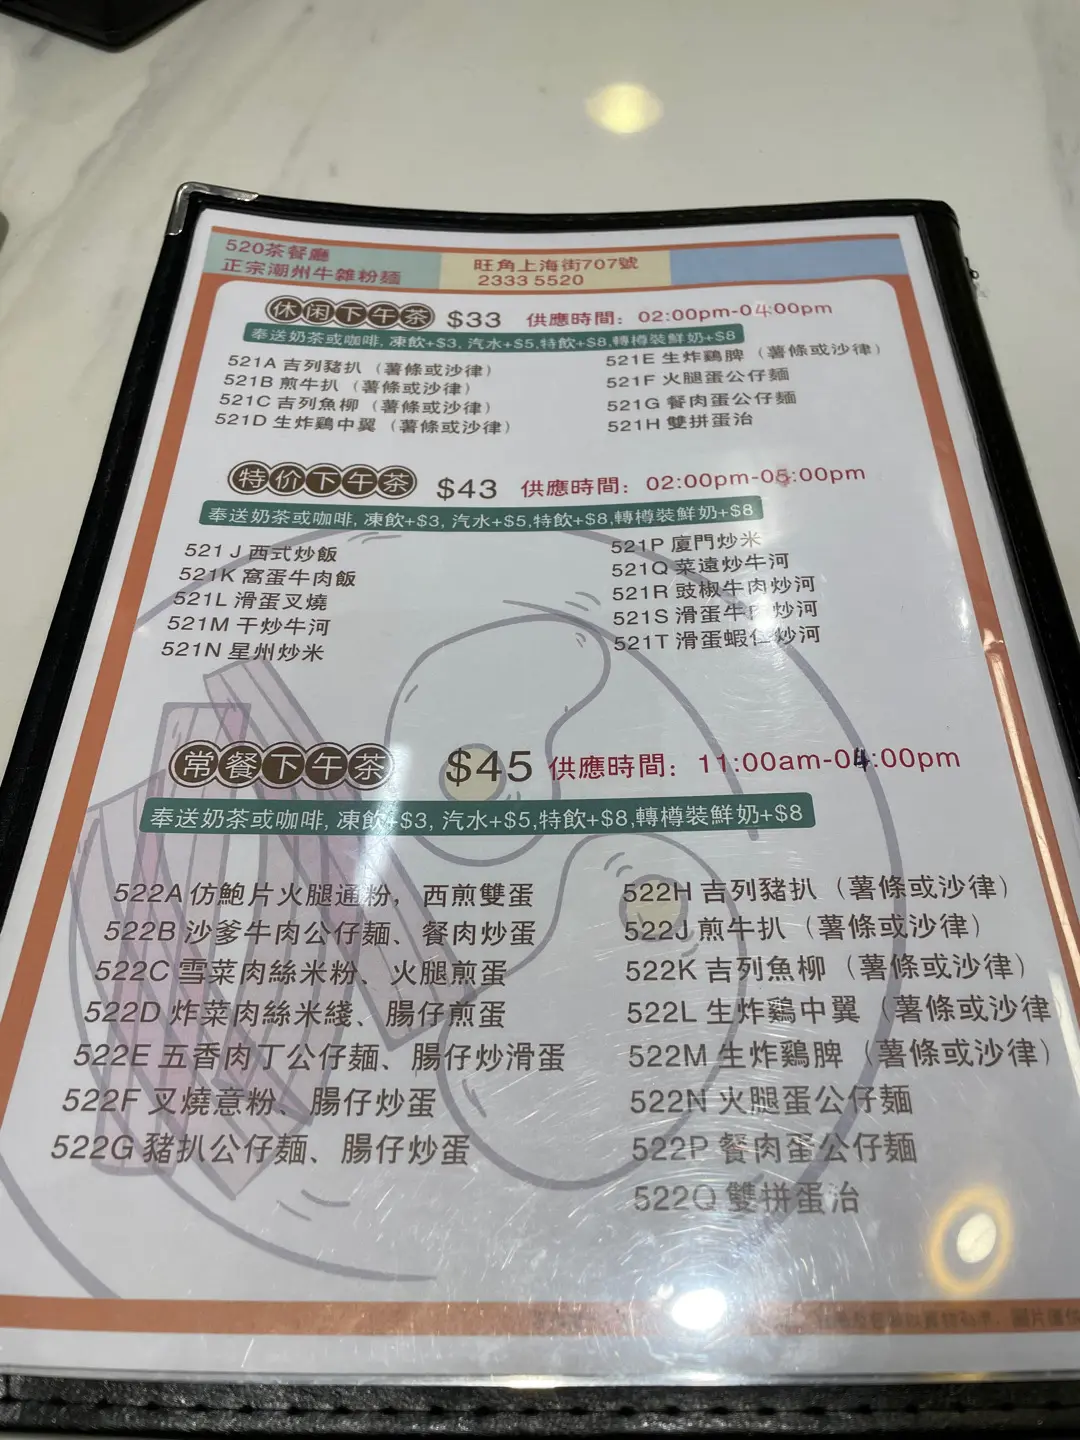 520茶餐廳
正宗潮州牛雜粉麵
旺角上海街707號
2333 5520
休闲下午茶 $33 供應時間：02:00pm-04:00pm
奉送奶茶或咖啡, 凍飲+$3, 汽水+$5,特飲+$8,轉樽裝鮮奶+$8
521A 吉列豬扒（薯條或沙律）
521B 煎牛扒（薯條或沙律）
521C 吉列魚柳（薯條或沙律）
521D 生炸鷄中翼（薯條或沙律）
521E 生炸鷄脾（薯條或沙律）
521F 火腿蛋公仔麵
521G 餐肉蛋公仔麵
521H 雙拼蛋治
特价下午茶 $43 供應時間：02:00pm-05:00pm
奉送奶茶或咖啡, 凍飲+$3, 汽水+$5,特飲+$8,轉樽裝鮮奶+$8
521J 西式炒飯
521K 窩蛋牛肉飯
521L 滑蛋叉燒
521M 干炒牛河
521N 星州炒米
521P 廈門炒米
521Q 菜遠炒牛河
521R 豉椒牛肉炒河
521S 滑蛋牛肉炒河
521T 滑蛋蝦仁炒河
常餐下午茶 $45 供應時間：11:00am-04:00pm
奉送奶茶或咖啡, 凍飲+$3, 汽水+$5,特飲+$8,轉樽裝鮮奶+$8
522A 仿鮑片火腿通粉，西煎雙蛋
522B 沙爹牛肉公仔麵、餐肉炒蛋
522C 雪菜肉絲米粉、火腿煎蛋
522D 炸菜肉絲米綫、腸仔煎蛋
522E 五香肉丁公仔麵、腸仔炒滑蛋
522F 叉燒意粉、腸仔炒蛋
522G 豬扒公仔麵、腸仔炒蛋
522H 吉列豬扒（薯條或沙律）
522J 煎牛扒（薯條或沙律）
522K 吉列魚柳（薯條或沙律）
522L 生炸鷄中翼（薯條或沙律）
522M 生炸鷄脾（薯條或沙律）
522N 火腿蛋公仔麵
522P 餐肉蛋公仔麵
522Q 雙拼蛋治